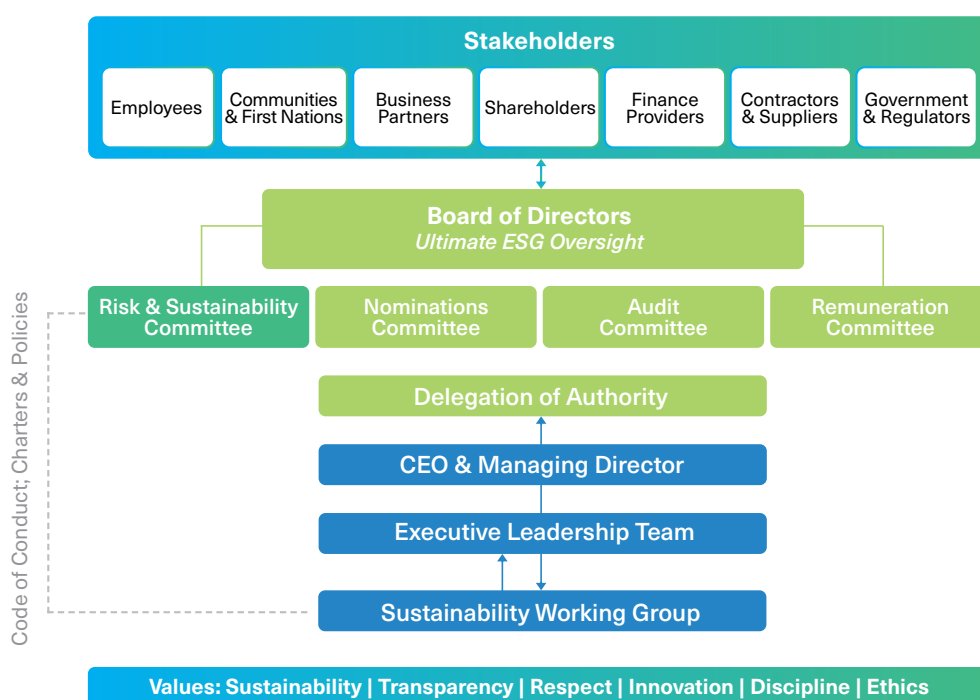 Stakeholders
Employees
Communities
& First Nations
Business
Partners
Shareholders
Finance
Providers
Contractors
& Suppliers
Government
& Regulators
Board of Directors
Ultimate ESG Oversight
Risk & Sustainability
Committee
Nominations
Committee
Audit
Committee
Remuneration
Committee
Code of Conduct; Charters & Policies
Delegation of Authority
CEO & Managing Director
Executive Leadership Team
Sustainability Working Group
Values: Sustainability | Transparency | Respect | Innovation | Discipline | Ethics